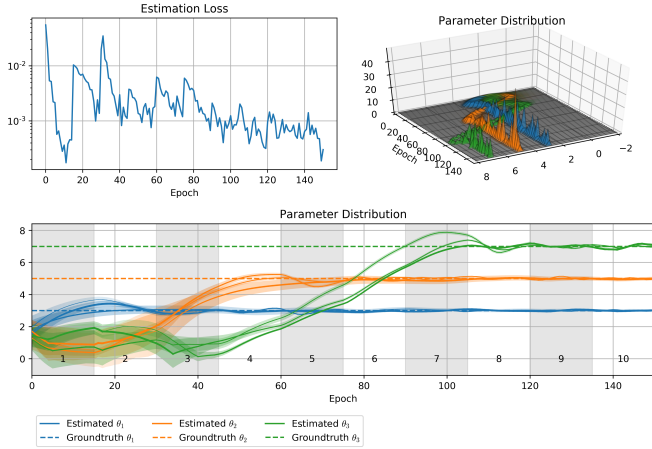 Estimation Loss
10⁻²
10⁻³
0 20 40 60 80 100 120 140
Epoch
Parameter Distribution
40
30
20
10
0
0 20 40 60 80 100 120 140
Epoch
8 6 4 2 0 −2
Parameter Distribution
8
6
4
2
0
1 2 3 4 5 6 7 8 9 10
0 20 40 60 80 100 120 140
Epoch
Estimated θ₁ Estimated θ₂ Estimated θ₃
Groundtruth θ₁ Groundtruth θ₂ Groundtruth θ₃